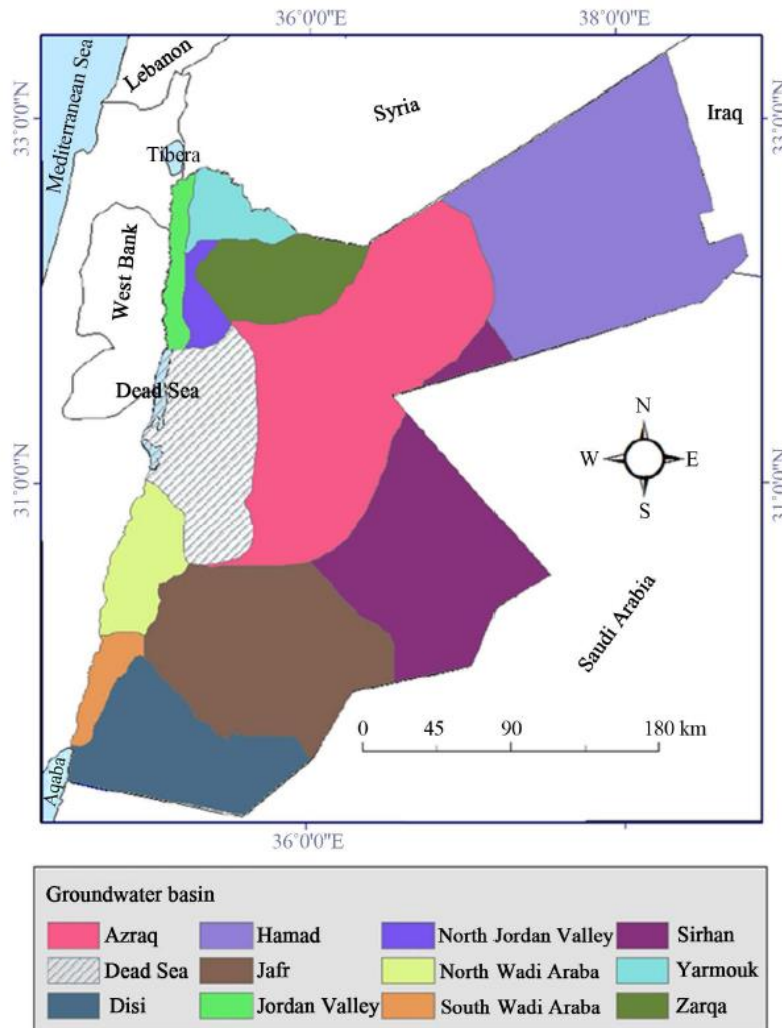 36°0'0"E
38°0'0"E
Mediterranean Sea
Lebanon
Syria
Iraq
33°0'0"N
33°0'0"N
Tibera
West Bank
Dead Sea
N
W
E
S
31°0'0"N
31°0'0"N
Saudi Arabia
0 45 90 180 km
Aqaba
36°0'0"E
Groundwater basin
Azraq
Hamad
North Jordan Valley
Sirhan
Dead Sea
Jafr
North Wadi Araba
Yarmouk
Disi
Jordan Valley
South Wadi Araba
Zarqa